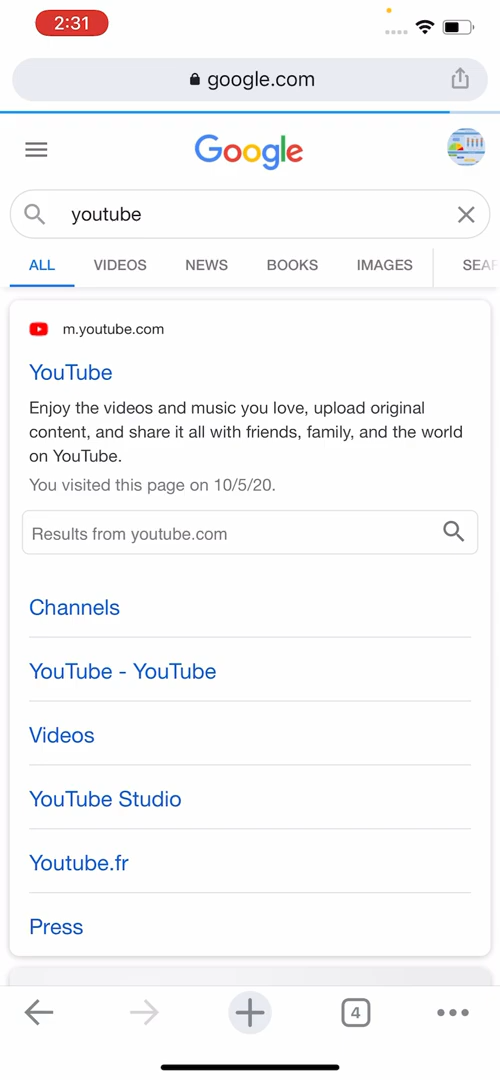 2:31
google.com
Google
youtube
ALL VIDEOS NEWS BOOKS IMAGES SEAR
m.youtube.com
YouTube
Enjoy the videos and music you love, upload original
content, and share it all with friends, family, and the world
on YouTube.
You visited this page on 10/5/20.
Results from youtube.com
Channels
YouTube - YouTube
Videos
YouTube Studio
Youtube.fr
Press
4